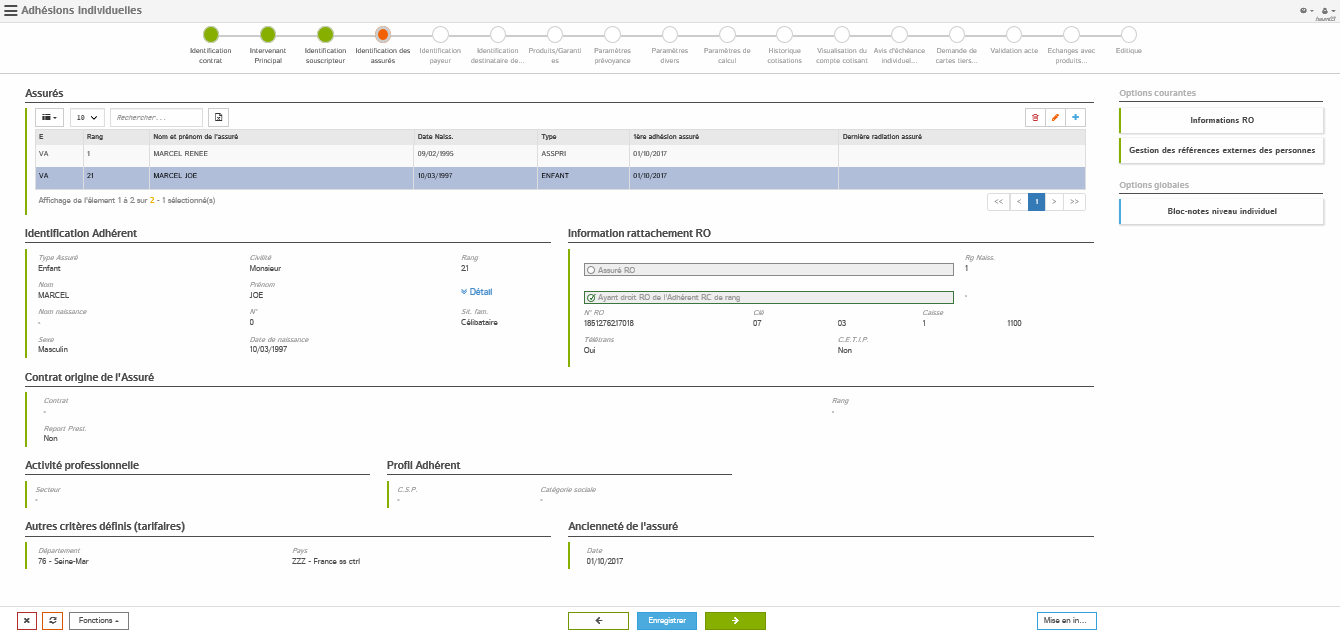 Adhésions Individuelles
haum03
Identification contrat
Intervenant Principal
Identification souscripteur
Identification des assurés
Identification payeur
Identification destinataire de...
Produits/Garanti es
Paramètres prévoyance
Paramètres divers
Paramètres de calcul
Historique cotisations
Visualisation du compte cotisant
Avis d'échéance individuel...
Demande de cartes tiers...
Validation acte
Echanges avec produits...
Editique
Assurés
10
Rechercher...
E Rang Nom et prénom de l'assuré Date Naiss. Type 1ère adhésion assuré Dernière radiation assuré
VA 1 MARCEL RENEE 09/02/1995 ASSPRI 01/10/2017
VA 21 MARCEL JOE 10/03/1997 ENFANT 01/10/2017
Affichage de l'élement 1 à 2 sur 2 - 1 sélectionné(s)
<< < 1 > >>
Options courantes
Informations RO
Gestion des références externes des personnes
Options globales
Bloc-notes niveau individuel
Identification Adhérent
Type Assuré Civilité Rang
Enfant Monsieur 21
Nom Prénom
MARCEL JOE Détail
Nom naissance N° Sit. fam.
- 0 Célibataire
Sexe Date de naissance
Masculin 10/03/1997
Information rattachement RO
Assuré RO
Rg Naiss.
1
Ayant droit RO de l'Adhérent RC de rang
-
N° RO Clé Caisse
1851276217018 07 03 1 1100
Télétrans C.E.T.I.P.
Oui Non
Contrat origine de l'Assuré
Contrat Rang
- -
Report Prest.
Non
Activité professionnelle
Secteur
-
Profil Adhérent
C.S.P. Catégorie sociale
- -
Autres critères définis (tarifaires)
Département Pays
76 - Seine-Mar ZZZ - France ss ctrl
Ancienneté de l'assuré
Date
01/10/2017
Fonctions
Enregistrer
Mise en in...